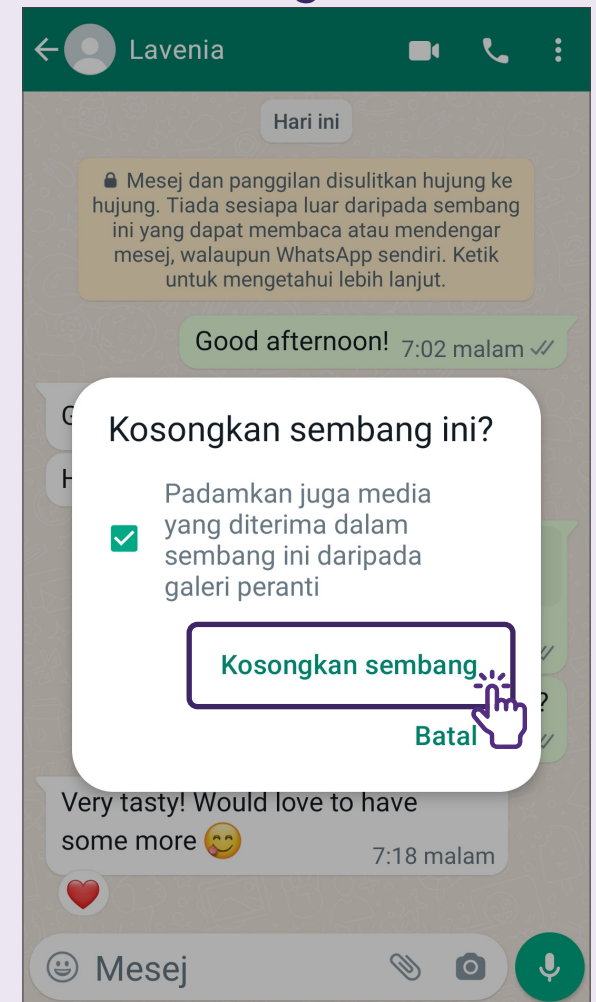 Lavenia
Hari ini
Mesej dan panggilan disulitkan hujung ke
hujung. Tiada sesiapa luar daripada sembang
ini yang dapat membaca atau mendengar
mesej, walaupun WhatsApp sendiri. Ketik
untuk mengetahui lebih lanjut.
Good afternoon! 7:02 malam
Kosongkan sembang ini?
Padamkan juga media
yang diterima dalam
sembang ini daripada
galeri peranti
Kosongkan sembang
Batal
Very tasty! Would love to have
some more 😋
7:18 malam
Mesej